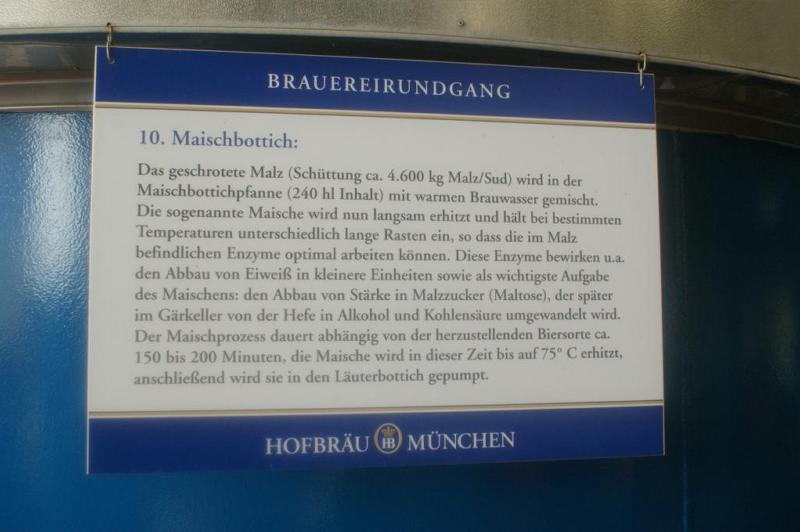 BRAUEREIRUNDGANG
10. Maischbottich:
Das geschrotete Malz (Schüttung ca. 4.600 kg Malz/Sud) wird in der
Maischbottichpfanne (240 hl Inhalt) mit warmen Brauwasser gemischt.
Die sogenannte Maische wird nun langsam erhitzt und hält bei bestimmten
Temperaturen unterschiedlich lange Rasten ein, so dass die im Malz
befindlichen Enzyme optimal arbeiten können. Diese Enzyme bewirken u.a.
den Abbau von Eiweiß in kleinere Einheiten sowie als wichtigste Aufgabe
des Maischens: den Abbau von Stärke in Malzzucker (Maltose), der später
im Gärkeller von der Hefe in Alkohol und Kohlensäure umgewandelt wird.
Der Maischprozess dauert abhängig von der herzustellenden Biersorte ca.
150 bis 200 Minuten, die Maische wird in dieser Zeit bis auf 75° C erhitzt,
anschließend wird sie in den Läuterbottich gepumpt.
HOFBRÄU HB MÜNCHEN